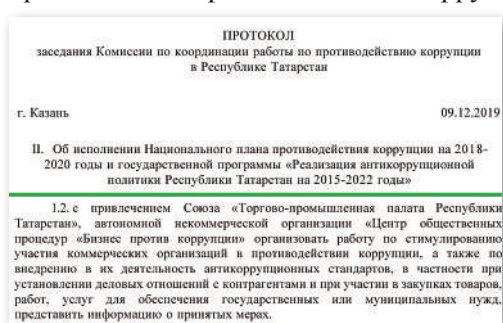 ПРОТОКОЛ
заседания Комиссии по координации работы по противодействию коррупции
в Республике Татарстан
г. Казань 09.12.2019
II. Об исполнении Национального плана противодействия коррупции на 2018-
2020 годы и государственной программы «Реализация антикоррупционной
политики Республики Татарстан на 2015-2022 годы»
1.2. с привлечением Союза «Торгово-промышленная палата Республики
Татарстан», автономной некоммерческой организации «Центр общественных
процедур «Бизнес против коррупции» организовать работу по стимулированию
участия коммерческих организаций в противодействии коррупции, а также по
внедрению в их деятельность антикоррупционных стандартов, в частности при
установлении деловых отношений с контрагентами и при участии в закупках товаров,
работ, услуг для обеспечения государственных или муниципальных нужд,
представить информацию о принятых мерах.